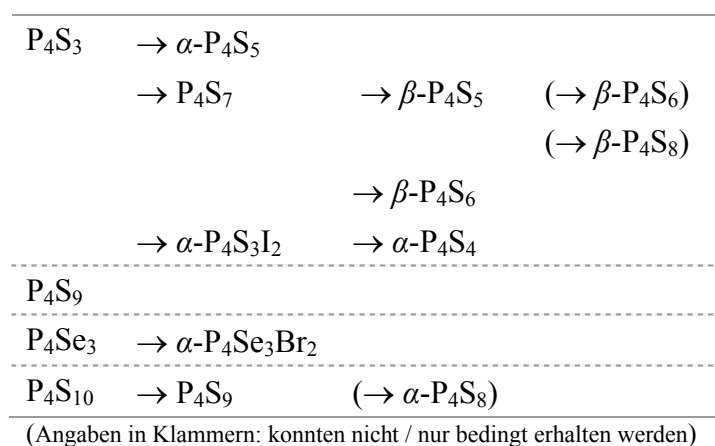 P₄S₃ → α-P₄S₅
→ P₄S₇ → β-P₄S₅ (→ β-P₄S₆)
(→ β-P₄S₈)
→ β-P₄S₆
→ α-P₄S₃I₂ → α-P₄S₄
P₄S₉
P₄Se₃ → α-P₄Se₃Br₂
P₄S₁₀ → P₄S₉ (→ α-P₄S₈)
(Angaben in Klammern: konnten nicht / nur bedingt erhalten werden)